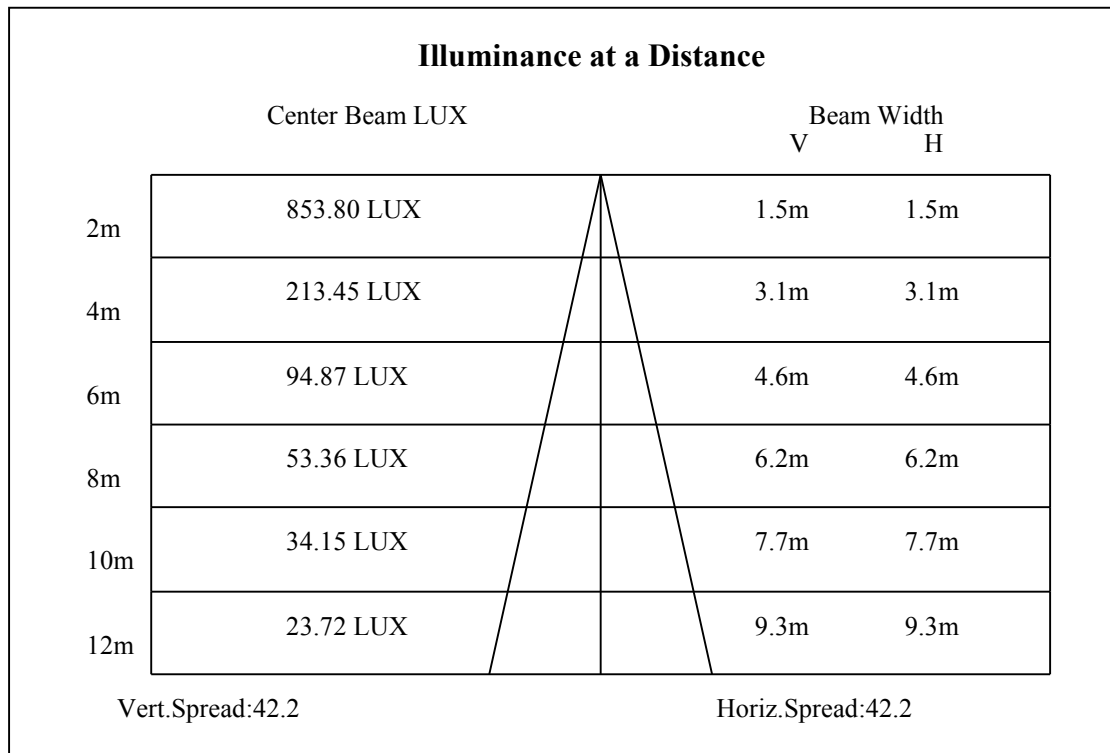 Illuminance at a Distance
Center Beam LUX Beam Width
V H
2m 853.80 LUX 1.5m 1.5m
4m 213.45 LUX 3.1m 3.1m
6m 94.87 LUX 4.6m 4.6m
8m 53.36 LUX 6.2m 6.2m
10m 34.15 LUX 7.7m 7.7m
12m 23.72 LUX 9.3m 9.3m
Vert.Spread:42.2 Horiz.Spread:42.2